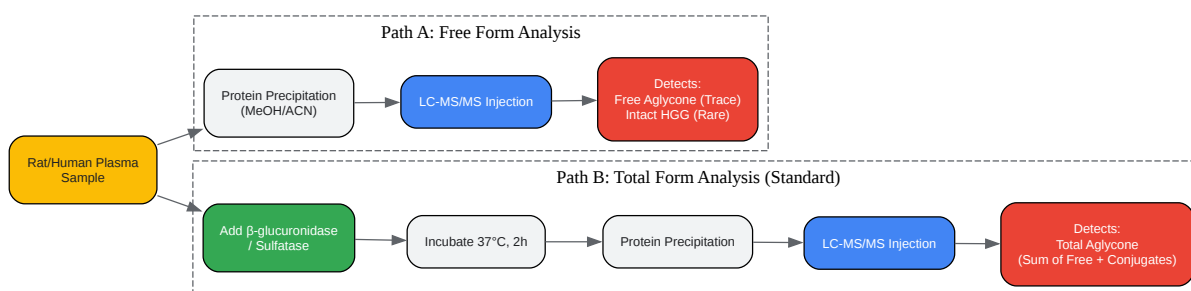 Path A: Free Form Analysis
Protein Precipitation
(MeOH/ACN)
LC-MS/MS Injection
Detects:
Free Aglycone (Trace)
Intact HGG (Rare)
Rat/Human Plasma
Sample
Path B: Total Form Analysis (Standard)
Add β-glucuronidase
/ Sulfatase
Incubate 37°C, 2h
Protein Precipitation
LC-MS/MS Injection
Detects:
Total Aglycone
(Sum of Free + Conjugates)